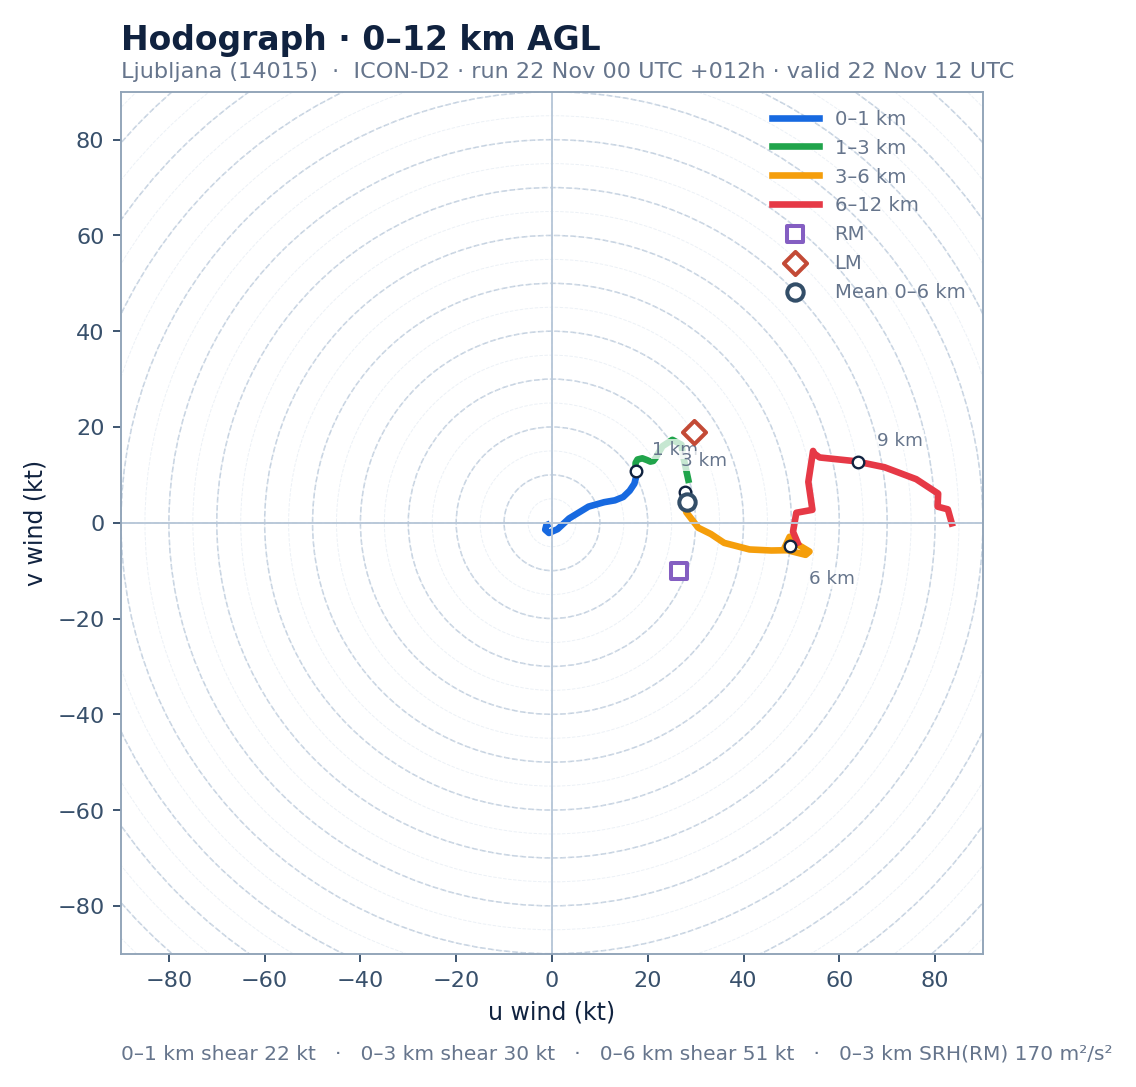 Hodograph · 0–12 km AGL
Ljubljana (14015) · ICON-D2 · run 22 Nov 00 UTC +012h · valid 22 Nov 12 UTC
0–1 km
1–3 km
3–6 km
6–12 km
RM
LM
Mean 0–6 km
80
60
40
20
0
−20
−40
−60
−80
v wind (kt)
1 km
3 km
9 km
6 km
−80 −60 −40 −20 0 20 40 60 80
u wind (kt)
0–1 km shear 22 kt · 0–3 km shear 30 kt · 0–6 km shear 51 kt · 0–3 km SRH(RM) 170 m²/s²